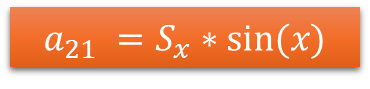 a₂₁ = Sₓ * sin(x)